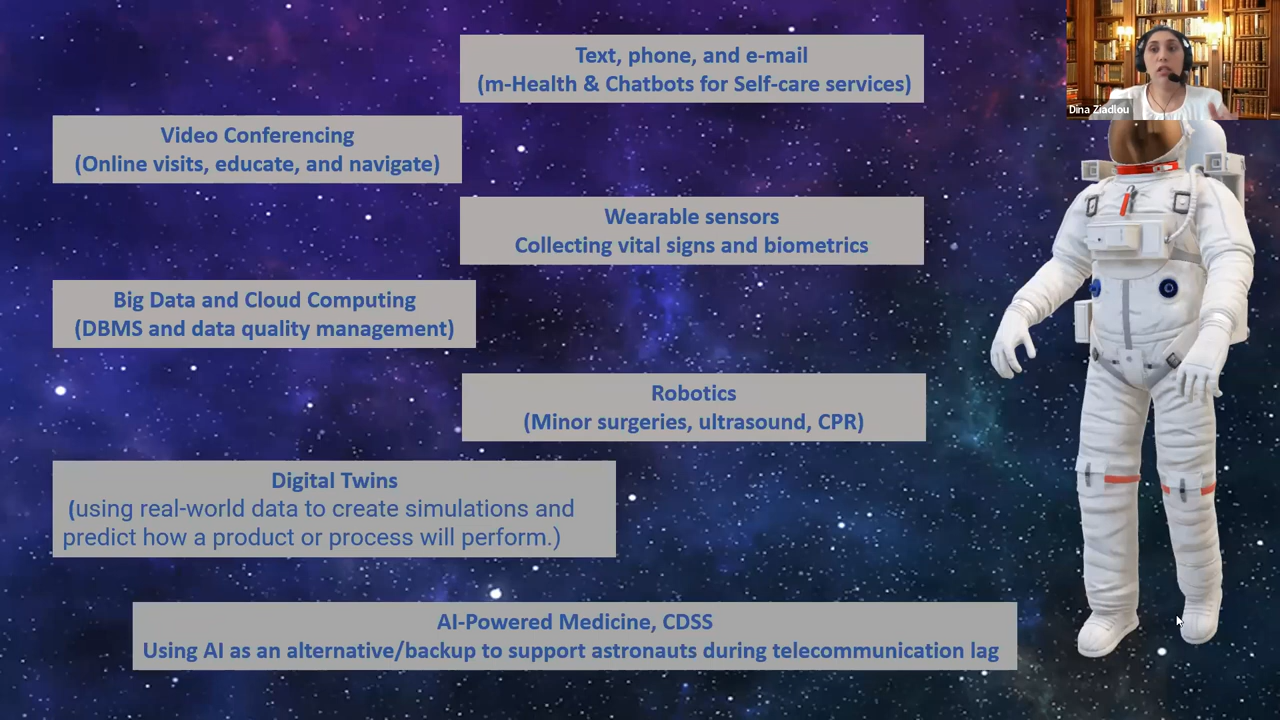 Text, phone, and e-mail
(m-Health & Chatbots for Self-care services)
Dina Ziadlou
Video Conferencing
(Online visits, educate, and navigate)
Wearable sensors
Collecting vital signs and biometrics
Big Data and Cloud Computing
(DBMS and data quality management)
Robotics
(Minor surgeries, ultrasound, CPR)
Digital Twins
(using real-world data to create simulations and
predict how a product or process will perform.)
AI-Powered Medicine, CDSS
Using AI as an alternative/backup to support astronauts during telecommunication lag